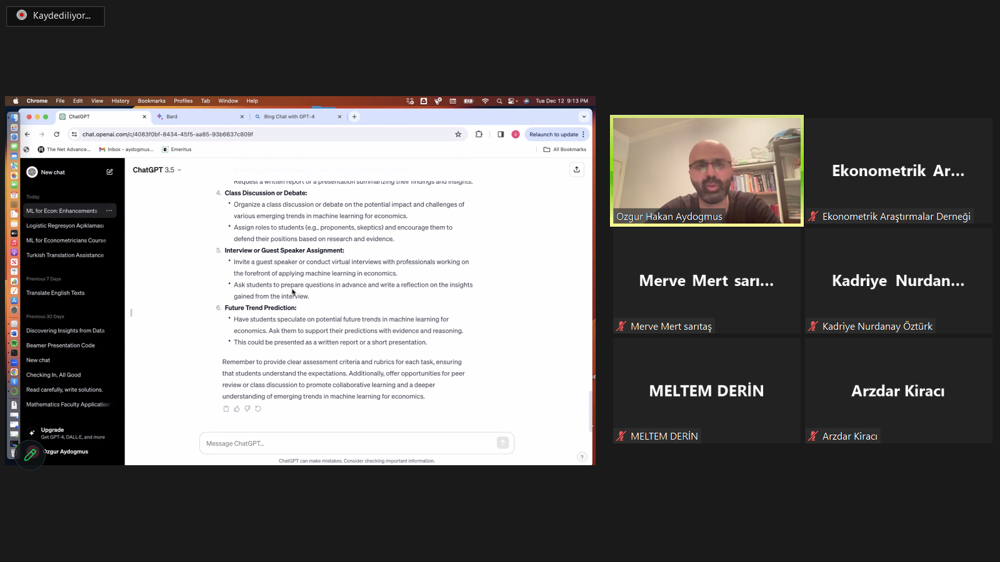 Kaydediliyor...
Chrome File Edit View History Bookmarks Profiles Tab Window Help
Tue Dec 12 9:13 PM
ChatGPT
Bard
Bing Chat with GPT-4
chat.openai.com/c/4083f0bf-8434-45f5-aa85-93b6637c809f
Relaunch to update
The Net Advance...
Inbox - aydogmus...
Emeritus
All Bookmarks
New chat
Today
ML for Econ: Enhancements
Logistic Regresyon Açıklaması
ML for Econometricians Course
Turkish Translation Assistance
Previous 7 Days
Translate English Texts
Previous 30 Days
Discovering Insights from Data
Beamer Presentation Code
New chat
Checking In, All Good
Read carefully, write solutions.
Mathematics Faculty Application
Upgrade
Get GPT-4, DALL·E, and more
Ozgur Aydogmus
ChatGPT 3.5
Request a written report or a presentation summarizing their findings and insights.
4. Class Discussion or Debate:
• Organize a class discussion or debate on the potential impact and challenges of
various emerging trends in machine learning for economics.
• Assign roles to students (e.g., proponents, skeptics) and encourage them to
defend their positions based on research and evidence.
5. Interview or Guest Speaker Assignment:
• Invite a guest speaker or conduct virtual interviews with professionals working on
the forefront of applying machine learning in economics.
• Ask students to prepare questions in advance and write a reflection on the insights
gained from the interview.
6. Future Trend Prediction:
• Have students speculate on potential future trends in machine learning for
economics. Ask them to support their predictions with evidence and reasoning.
• This could be presented as a written report or a short presentation.
Remember to provide clear assessment criteria and rubrics for each task, ensuring
that students understand the expectations. Additionally, offer opportunities for peer
review or class discussion to promote collaborative learning and a deeper
understanding of emerging trends in machine learning for economics.
Message ChatGPT...
ChatGPT can make mistakes. Consider checking important information.
?
Ozgur Hakan Aydogmus
Ekonometrik Ar...
Ekonometrik Araştırmalar Derneği
Merve Mert sarı...
Merve Mert sarıtaş
Kadriye Nurdan...
Kadriye Nurdanay Öztürk
MELTEM DERİN
MELTEM DERİN
Arzdar Kiracı
Arzdar Kiracı